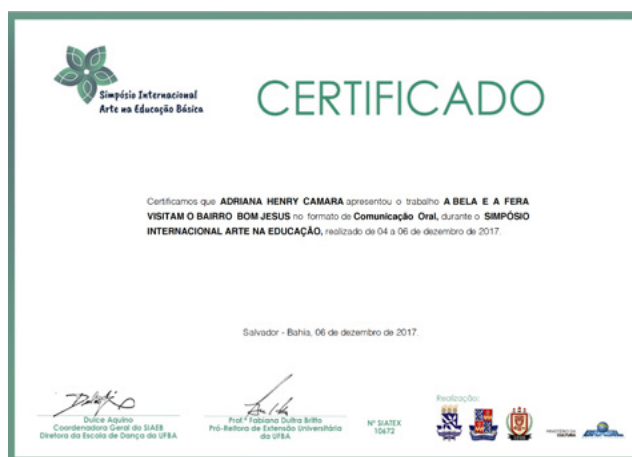 Simpósio Internacional
Arte na Educação Básica
CERTIFICADO
Certificamos que ADRIANA HENRY CAMARA apresentou o trabalho A BELA E A FERA
VISITAM O BAIRRO BOM JESUS no formato de Comunicação Oral, durante o SIMPÓSIO
INTERNACIONAL ARTE NA EDUCAÇÃO, realizado de 04 a 06 de dezembro de 2017.
Salvador - Bahia, 06 de dezembro de 2017.
Dulce Aquino
Coordenadora Geral do SIAEB
Diretora da Escola de Dança da UFBA
Prof.ª Fabiana Dultra Britto
Pró-Reitora de Extensão Universitária
da UFBA
Nº SIATEX
10672
Realização:
MINISTÉRIO DA
CULTURA